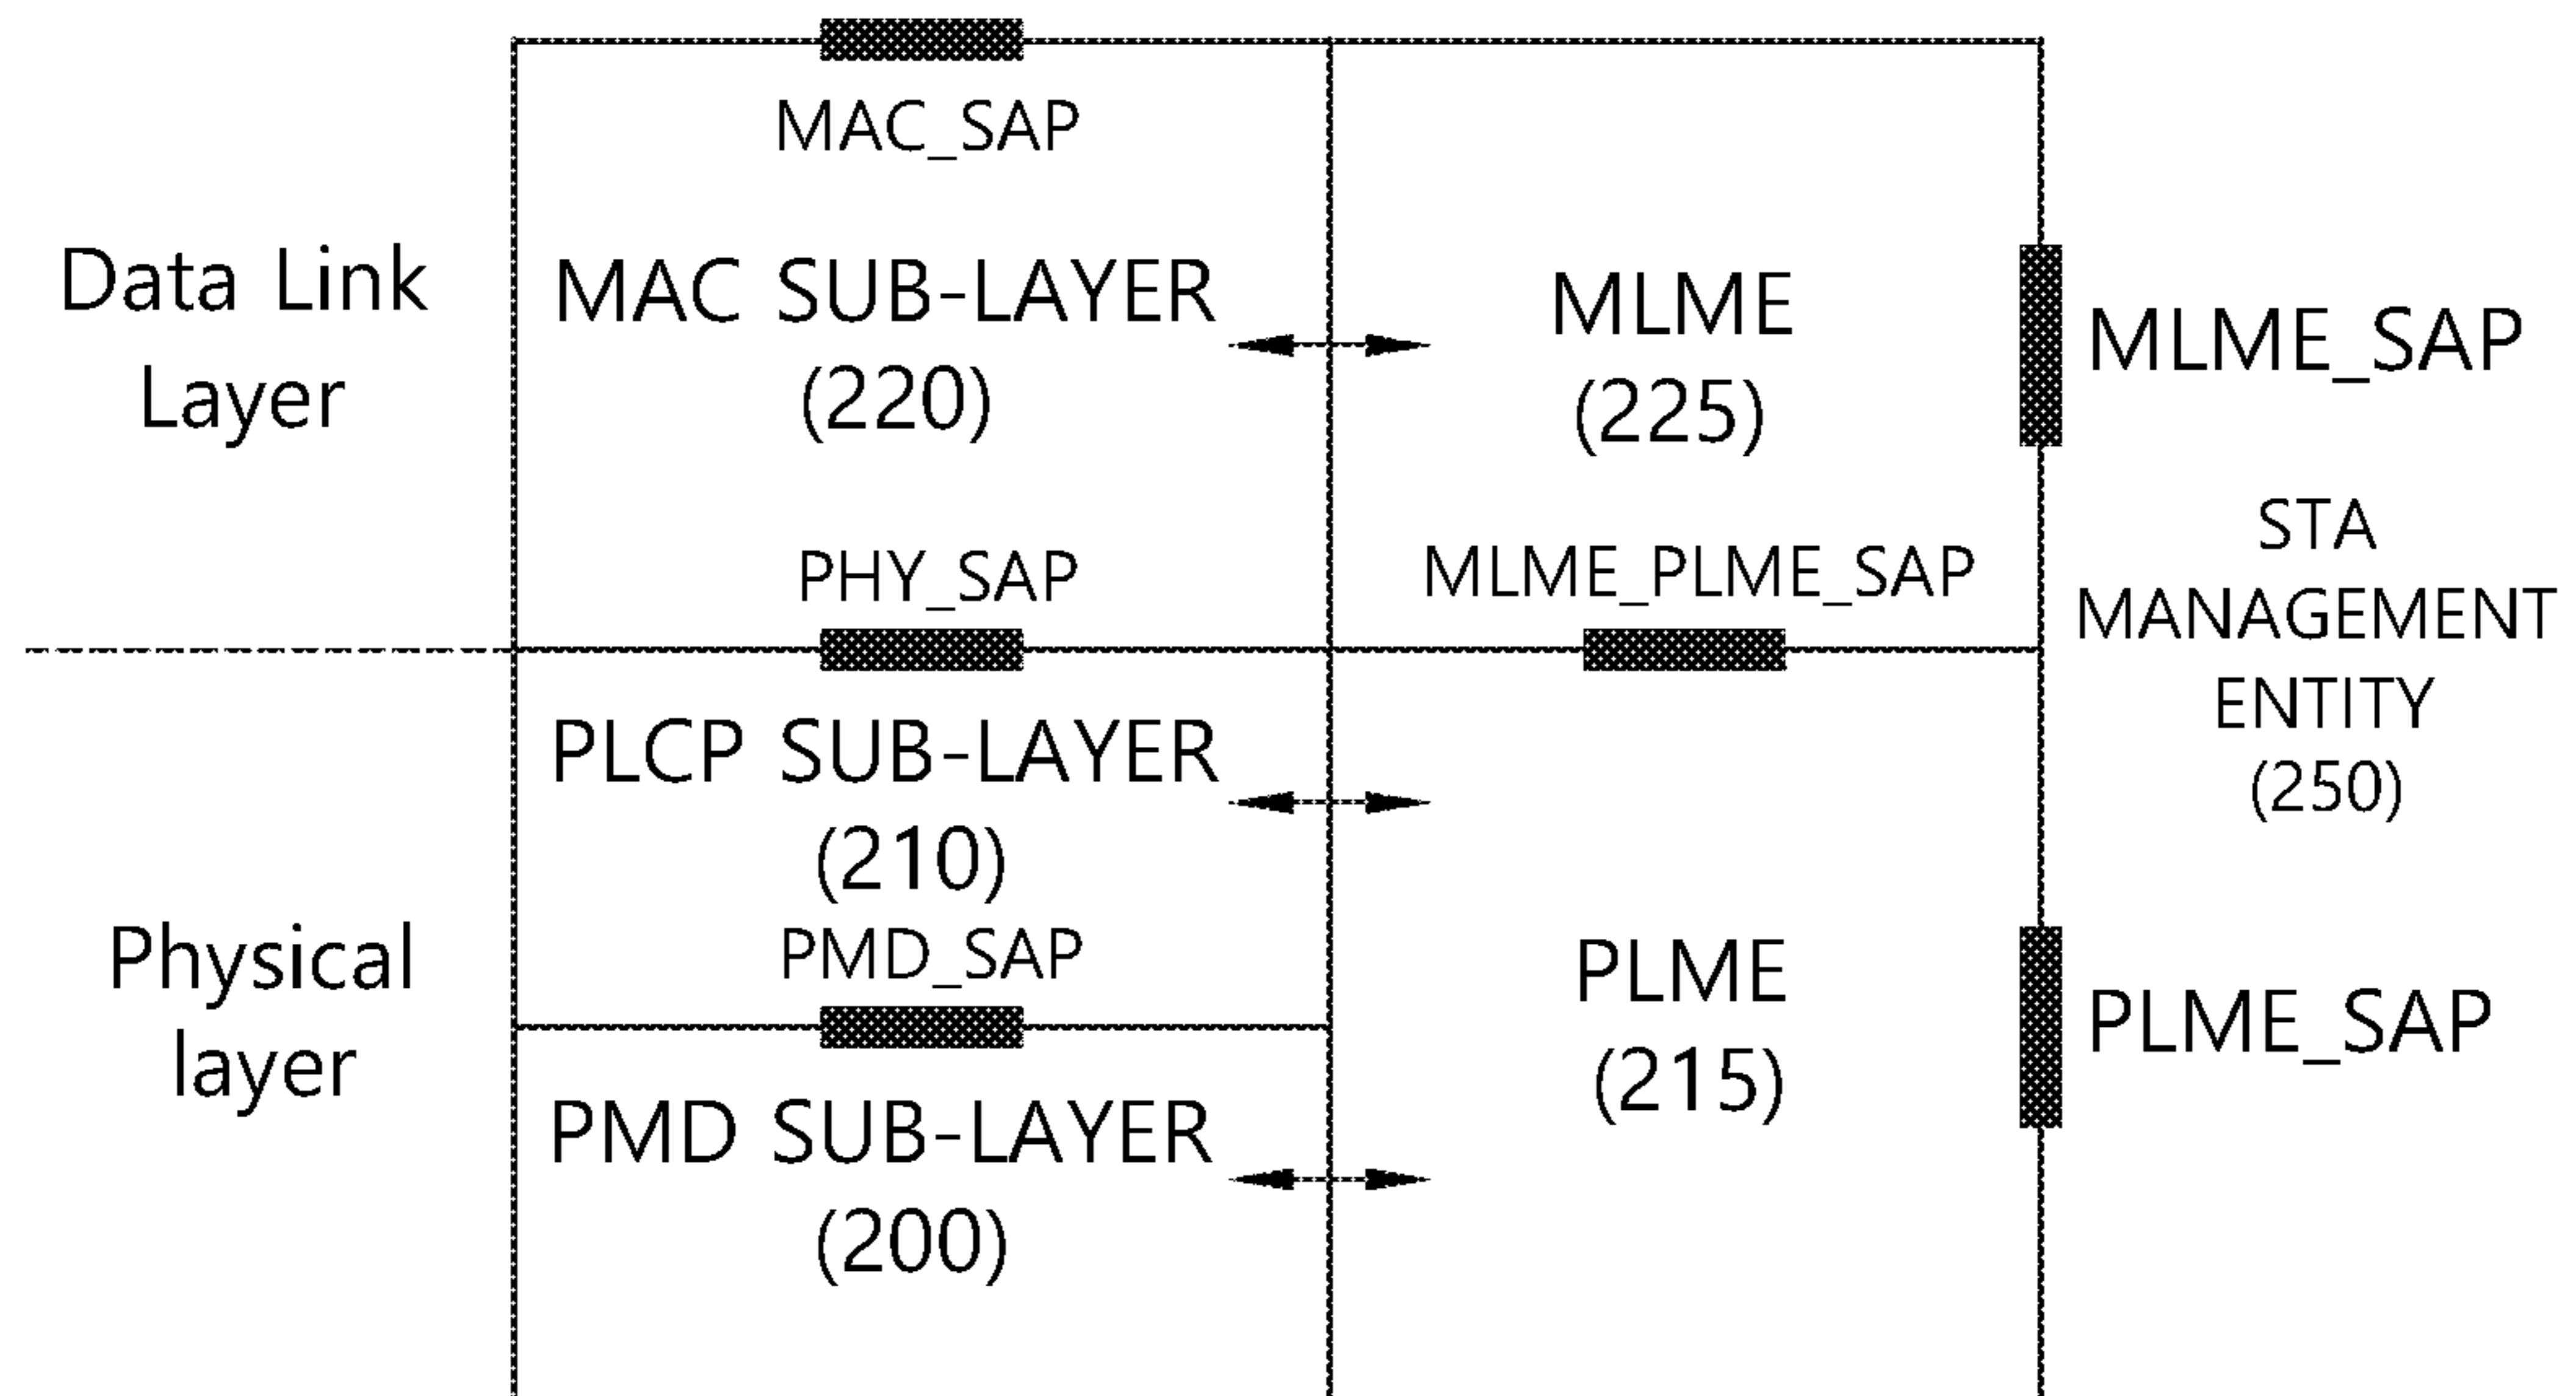 MAC_SAP
Data Link
Layer
MAC SUB-LAYER
(220)
MLME
(225)
MLME_SAP
PHY_SAP
MLME_PLME_SAP
STA
MANAGEMENT
ENTITY
(250)
PLCP SUB-LAYER
(210)
PMD_SAP
Physical
layer
PLME
(215)
PLME_SAP
PMD SUB-LAYER
(200)